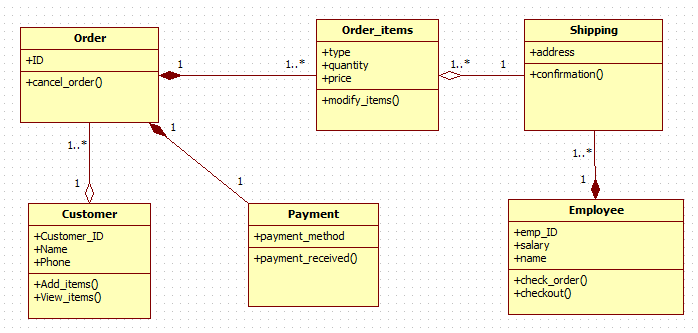 Order
+ID
+cancel_order()
1
1..*
Order_items
+type
+quantity
+price
+modify_items()
1..*
1
Shipping
+address
+confirmation()
1..*
1
1
1
1..*
1
Customer
+Customer_ID
+Name
+Phone
+Add_items()
+View_items()
Payment
+payment_method
+payment_received()
Employee
+emp_ID
+salary
+name
+check_order()
+checkout()